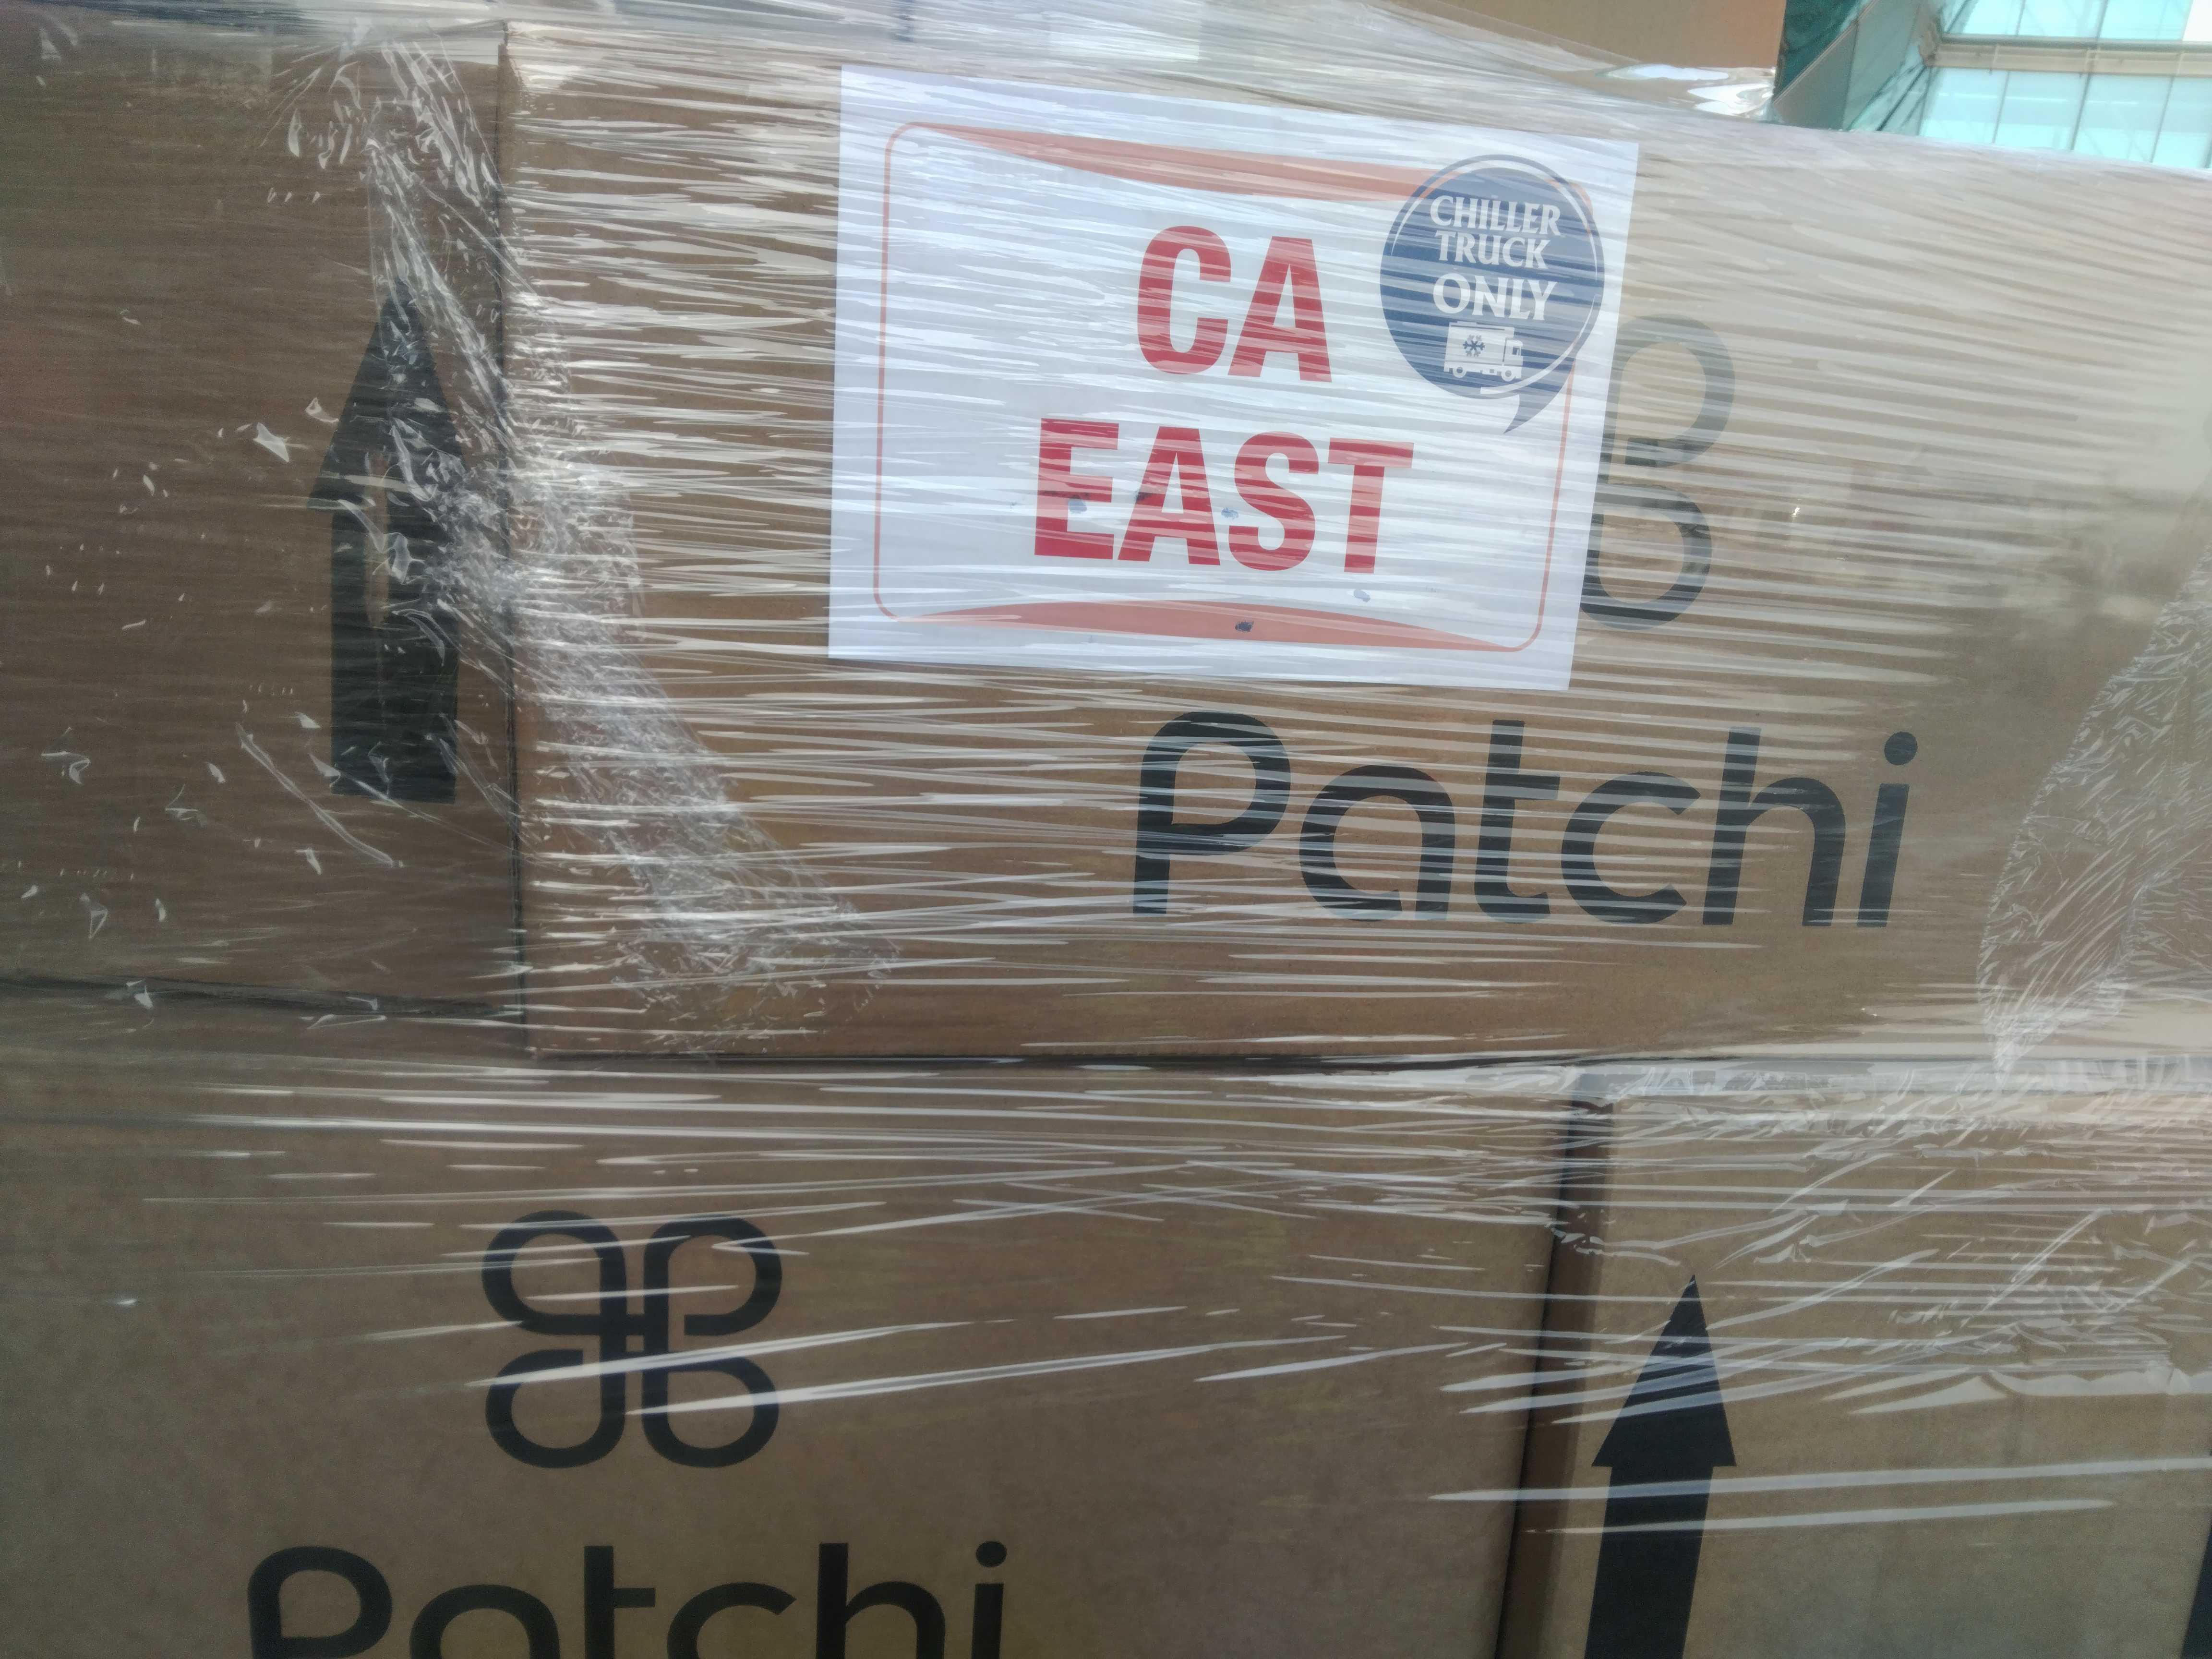 CA
EAST
CHILLER
TRUCK
ONLY
Patchi
Patchi